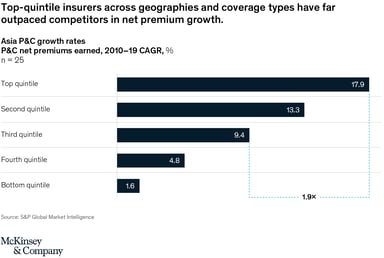 Top-quintile insurers across geographies and coverage types have far
outpaced competitors in net premium growth.
Asia P&C growth rates
P&C net premiums earned, 2010–19 CAGR, %
n = 25
Top quintile 17.9
Second quintile 13.3
Third quintile 9.4
Fourth quintile 4.8
Bottom quintile 1.6
1.9×
Source: S&P Global Market Intelligence
McKinsey
& Company